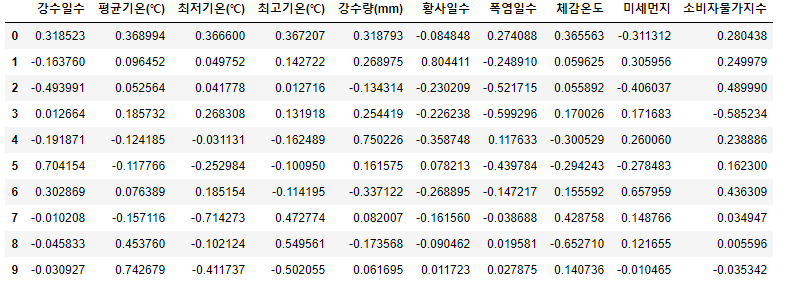 강수일수 평균기온(℃) 최저기온(℃) 최고기온(℃) 강수량(mm) 황사일수 폭염일수 체감온도 미세먼지 소비자물가지수
0 0.318523 0.368994 0.366600 0.367207 0.318793 -0.084848 0.274088 0.365563 -0.311312 0.280438
1 -0.163760 0.096452 0.049752 0.142722 0.268975 0.804411 -0.248910 0.059625 0.305956 0.249979
2 -0.493991 0.052564 0.041778 0.012716 -0.134314 -0.230209 -0.521715 0.055892 -0.406037 0.489990
3 0.012664 0.185732 0.268308 0.131918 0.254419 -0.226238 -0.599296 0.170026 0.171683 -0.585234
4 -0.191871 -0.124185 -0.031131 -0.162489 0.750226 -0.358748 0.117633 -0.300529 0.260060 0.238886
5 0.704154 -0.117766 -0.252984 -0.100950 0.161575 0.078213 -0.439784 -0.294243 -0.278483 0.162300
6 0.302869 0.076389 0.185154 -0.114195 -0.337122 -0.268895 -0.147217 0.155592 0.657959 0.436309
7 -0.010208 -0.157116 -0.714273 0.472774 0.082007 -0.161560 -0.038688 0.428758 0.148766 0.034947
8 -0.045833 0.453760 -0.102124 0.549561 -0.173568 -0.090462 0.019581 -0.652710 0.121655 0.005596
9 -0.030927 0.742679 -0.411737 -0.502055 0.061695 0.011723 0.027875 0.140736 -0.010465 -0.035342